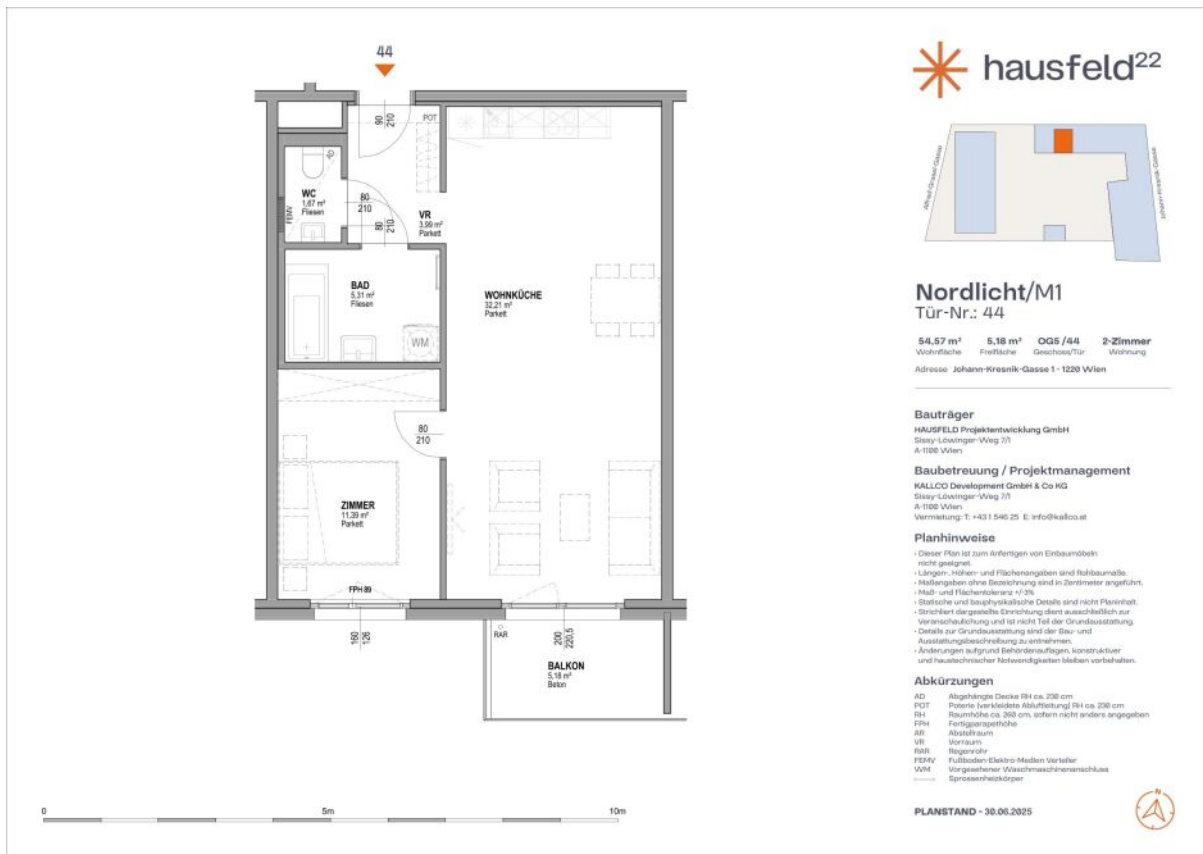 44
90
210
POT
AD
WC
1,67 m²
Fliesen
FEMV
80
210
80
210
VR
3,99 m²
Parkett
BAD
5,31 m²
Fliesen
WM
WOHNKÜCHE
32,21 m²
Parkett
80
210
ZIMMER
11,39 m²
Parkett
FPH 89
160
126
RAR
200
220,5
BALKON
5,18 m²
Beton
0
5m
10m
hausfeld²²
Alfred-Grissel-Gasse
Johann-Kresnik-Gasse
Nordlicht/M1
Tür-Nr.: 44
54,57 m² 5,18 m² OG5 /44 2-Zimmer
Wohnfläche Freifläche Geschoss/Tür Wohnung
Adresse Johann-Kresnik-Gasse 1 - 1220 Wien
Bauträger
HAUSFELD Projektentwicklung GmbH
Sissy-Löwinger-Weg 7/1
A-1100 Wien
Baubetreuung / Projektmanagement
KALLCO Development GmbH & Co KG
Sissy-Löwinger-Weg 7/1
A-1100 Wien
Vermietung: T: +43 1 546 25 E: info@kallco.at
Planhinweise
• Dieser Plan ist zum Anfertigen von Einbaumöbeln
nicht geeignet.
• Längen-, Höhen- und Flächenangaben sind Rohbaumaße.
• Maßangaben ohne Bezeichnung sind in Zentimeter angeführt.
• Maß- und Flächentoleranz +/-3%
• Statische und bauphysikalische Details sind nicht Planinhalt.
• Strichliert dargestellte Einrichtung dient ausschließlich zur
Veranschaulichung und ist nicht Teil der Grundausstattung.
• Details zur Grundausstattung sind der Bau- und
Ausstattungsbeschreibung zu entnehmen.
• Änderungen aufgrund Behördenauflagen, konstruktiver
und haustechnischer Notwendigkeiten bleiben vorbehalten.
Abkürzungen
AD Abgehängte Decke RH ca. 230 cm
POT Poterie (verkleidete Abluftleitung) RH ca. 230 cm
RH Raumhöhe ca. 260 cm, sofern nicht anders angegeben
FPH Fertigparapethöhe
AR Abstellraum
VR Vorraum
RAR Regenrohr
FEMV Fußboden-Elektro-Medien Verteiler
WM Vorgesehener Waschmaschinenanschluss
Sprossenheizkörper
PLANSTAND - 30.06.2025
N